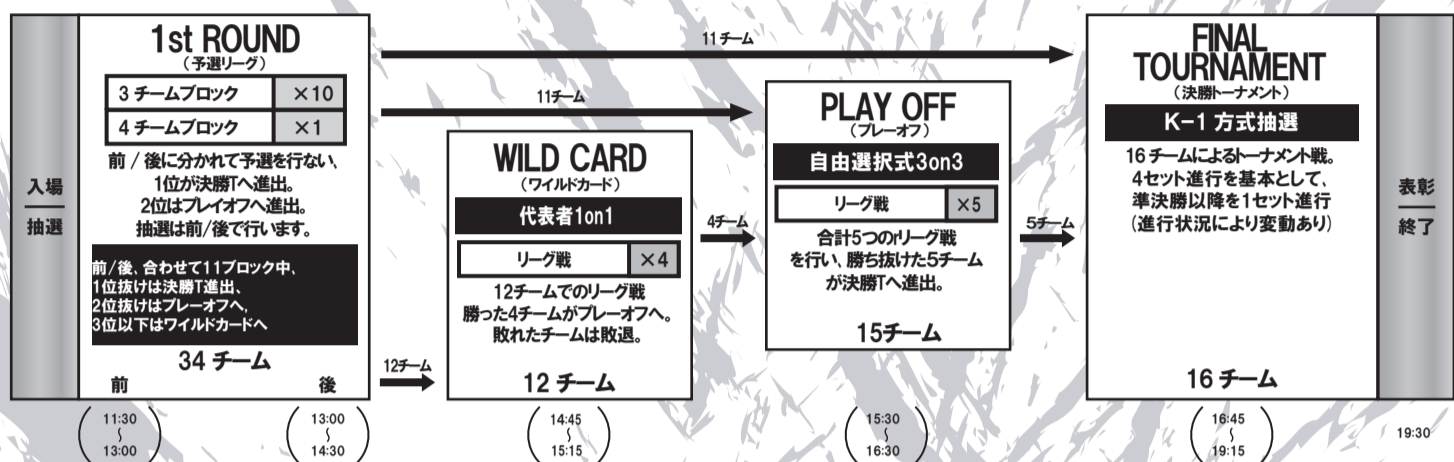 入場
抽選
1st ROUND
(予選リーグ)
3 チームブロック ×10
4 チームブロック ×1
前 / 後に分かれて予選を行ない、
1位が決勝Tへ進出。
2位はプレイオフへ進出。
抽選は前/後で行います。
前/後、合わせて11ブロック中、
1位抜けは決勝T進出、
2位抜けはプレーオフへ、
3位以下はワイルドカードへ
34 チーム
前 後
11:30
〜
13:00
13:00
〜
14:30
11チーム
11チーム
12チーム
WILD CARD
(ワイルドカード)
代表者1on1
リーグ戦 ×4
12チームでのリーグ戦
勝った4チームがプレーオフへ。
敗れたチームは敗退。
12 チーム
14:45
〜
15:15
4チーム
PLAY OFF
(プレーオフ)
自由選択式3on3
リーグ戦 ×5
合計5つのrリーグ戦
を行い、勝ち抜けた5チーム
が決勝Tへ進出。
15チーム
15:30
〜
16:30
5チーム
FINAL
TOURNAMENT
(決勝トーナメント)
K-1 方式抽選
16 チームによるトーナメント戦。
4セット進行を基本として、
準決勝以降を1セット進行
(進行状況により変動あり)
16 チーム
16:45
〜
19:15
表彰
終了
19:30